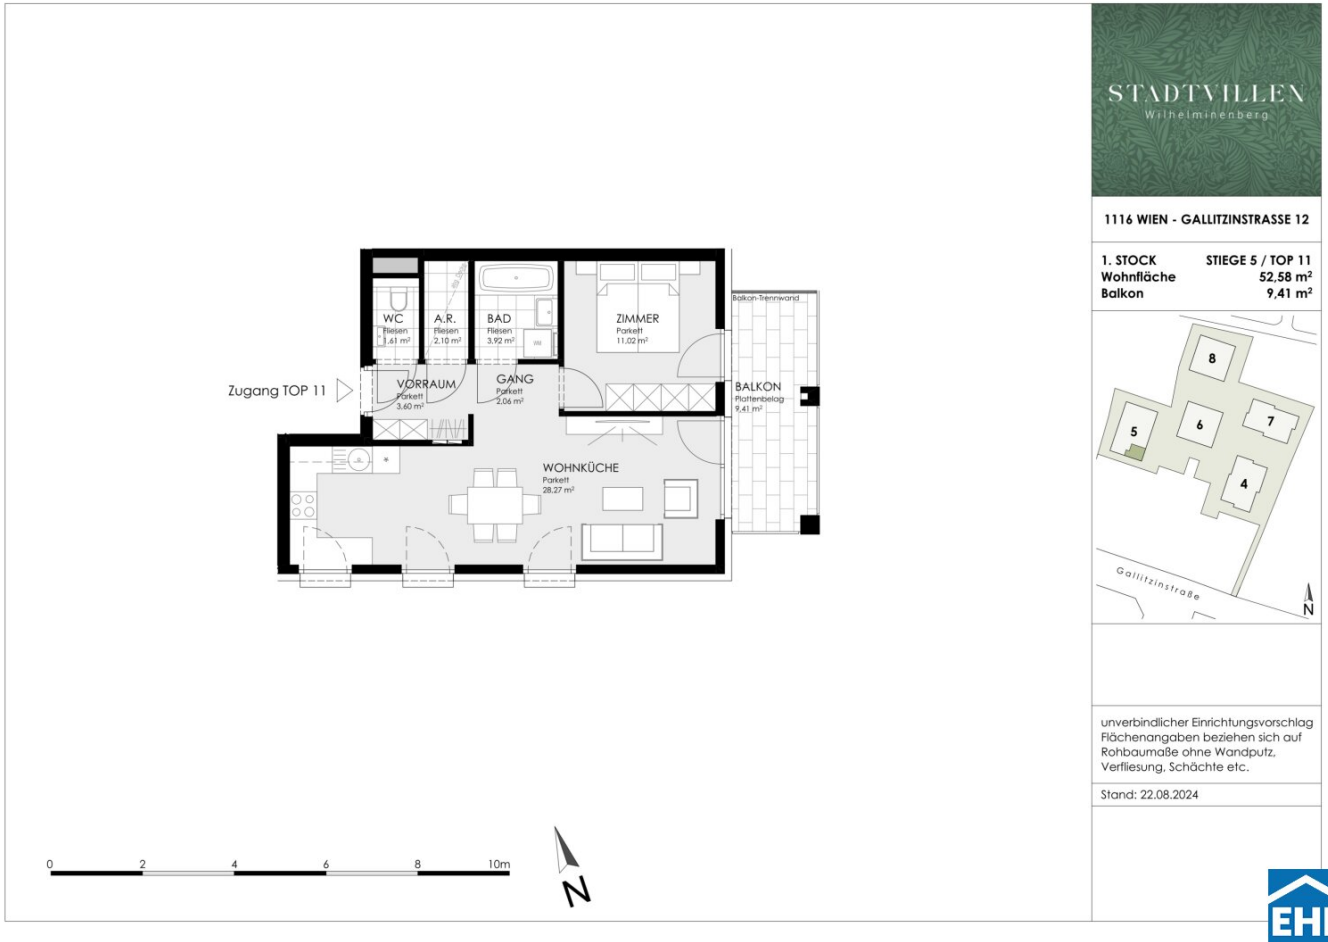 STADTVILLEN
Wilhelminenberg
1116 WIEN - GALLITZINSTRASSE 12
1. STOCK STIEGE 5 / TOP 11
Wohnfläche 52,58 m²
Balkon 9,41 m²
8
7
6
5
4
Gallitzinstraße
N
unverbindlicher Einrichtungsvorschlag
Flächenangaben beziehen sich auf
Rohbaumaße ohne Wandputz,
Verfliesung, Schächte etc.
Stand: 22.08.2024
EHL
Zugang TOP 11
WC
Fliesen
1,61 m²
A.R.
Fliesen
2,10 m²
BAD
Fliesen
3,92 m²
ZIMMER
Parkett
11,02 m²
Balkon-Trennwand
VORRAUM
Parkett
3,60 m²
GANG
Parkett
2,06 m²
BALKON
Plattenbelag
9,41 m²
WOHNKÜCHE
Parkett
28,27 m²
0 2 4 6 8 10m
N